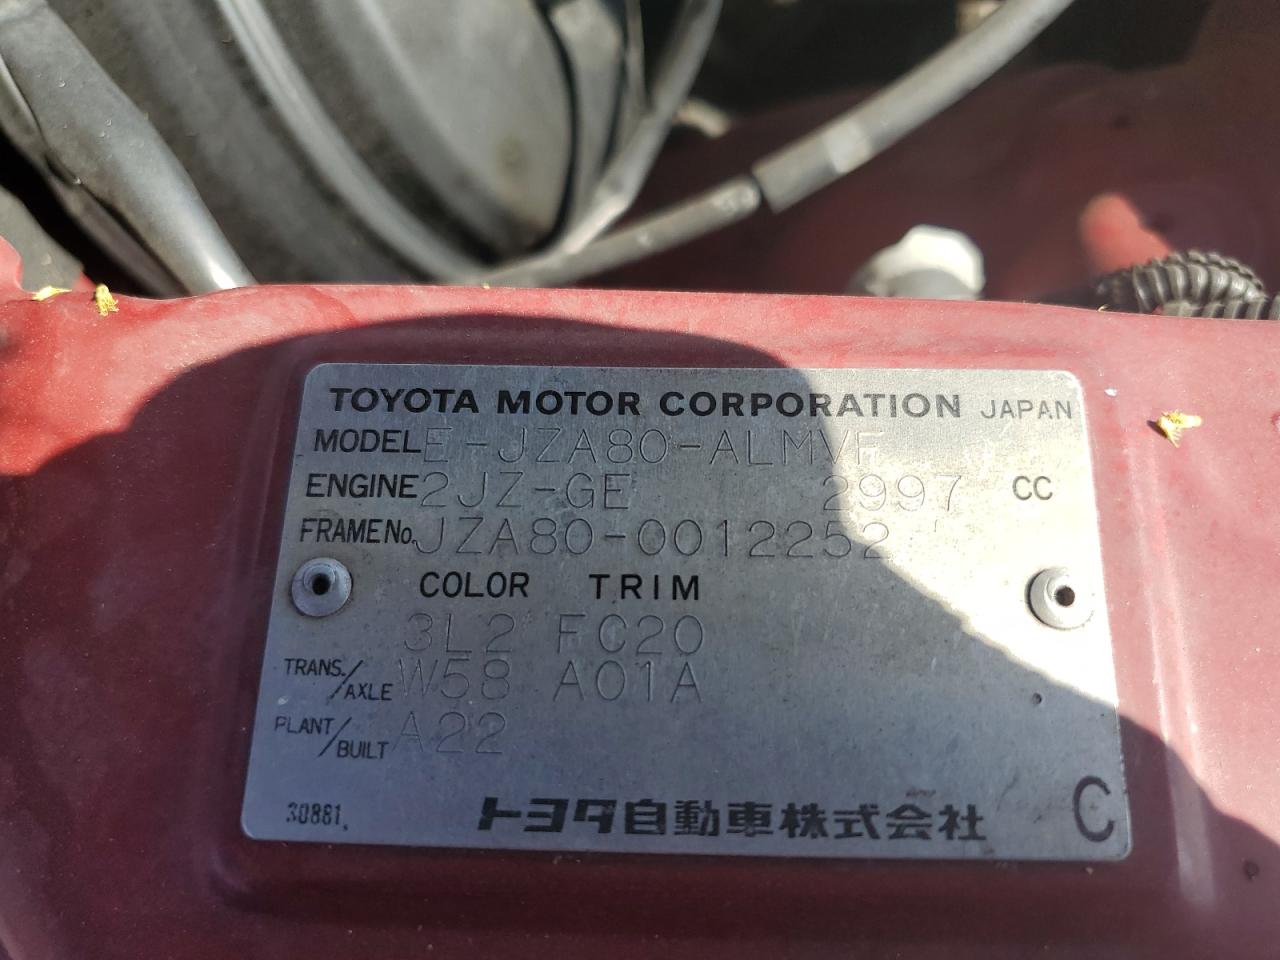 TOYOTA MOTOR CORPORATION JAPAN
MODEL E-JZA80-ALMVF
ENGINE 2JZ-GE 2997 CC
FRAME No. JZA80-0012252
COLOR TRIM
3L2 FC20
TRANS./AXLE W58 A01A
PLANT/BUILT A22
30881
トヨタ自動車株式会社 C